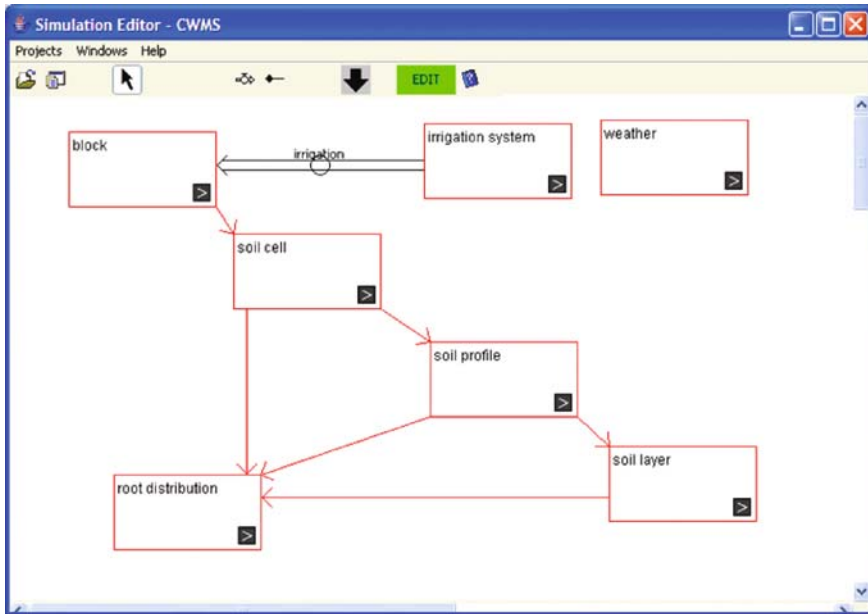 Simulation Editor - CWMS
Projects Windows Help
EDIT
block
irrigation
irrigation system
weather
soil cell
soil profile
soil layer
root distribution